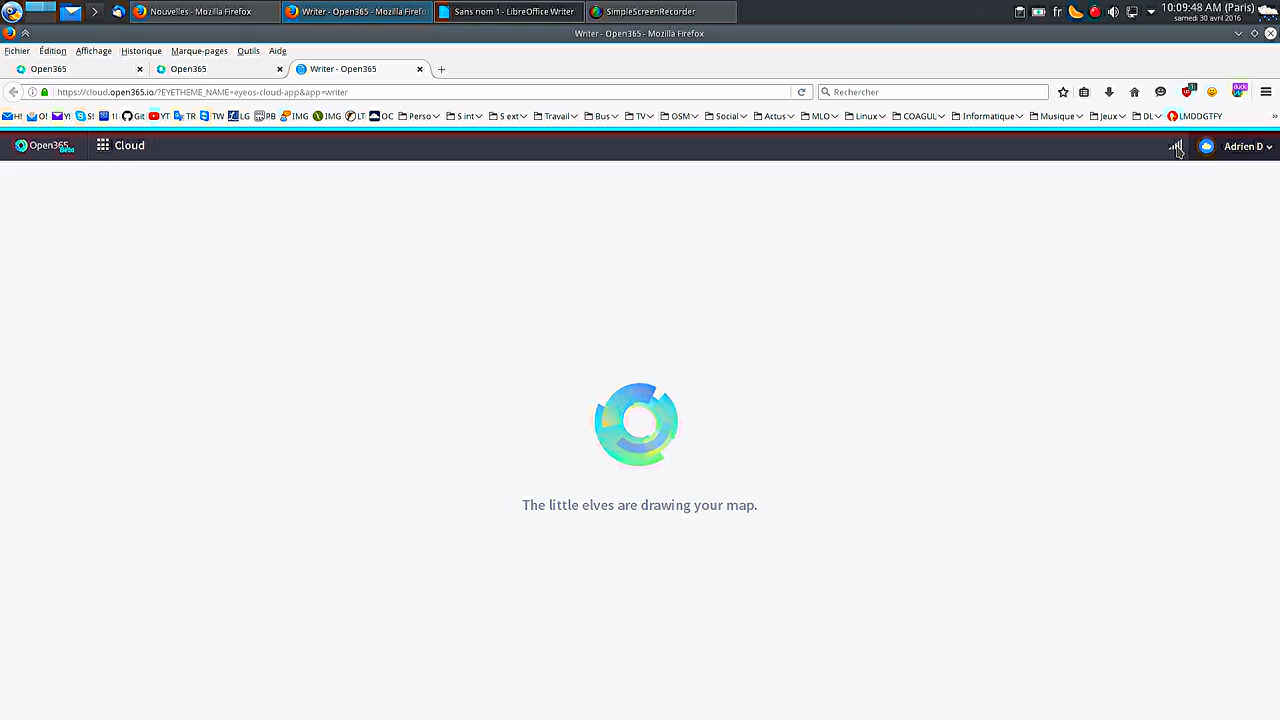 Nouvelles - Mozilla Firefox
Writer - Open365 - Mozilla Firefo
Sans nom 1- LibreOffice Writer
SimpleScreenRecorder
fr
10:09:48 AM (Paris)
samedi 30 avril 2016
Writer - Open365 - Mozilla Firefox
Fichier Édition Affichage Historique Marque-pages Outils Aide
Open365 Open365 Writer - Open365
https://cloud.open365.io/?EYETHEME_NAME=eyeos-cloud-app&app=writer
Rechercher
H! O! Y! S! 1! Git YT TR TW LG PB IMG IMG LT OC Perso S int S ext Travail Bus TV OSM Social Actus MLO Linux COAGUL Informatique Musique Jeux DL LMDDGTFY
Open365 Beta Cloud Adrien D
The little elves are drawing your map.